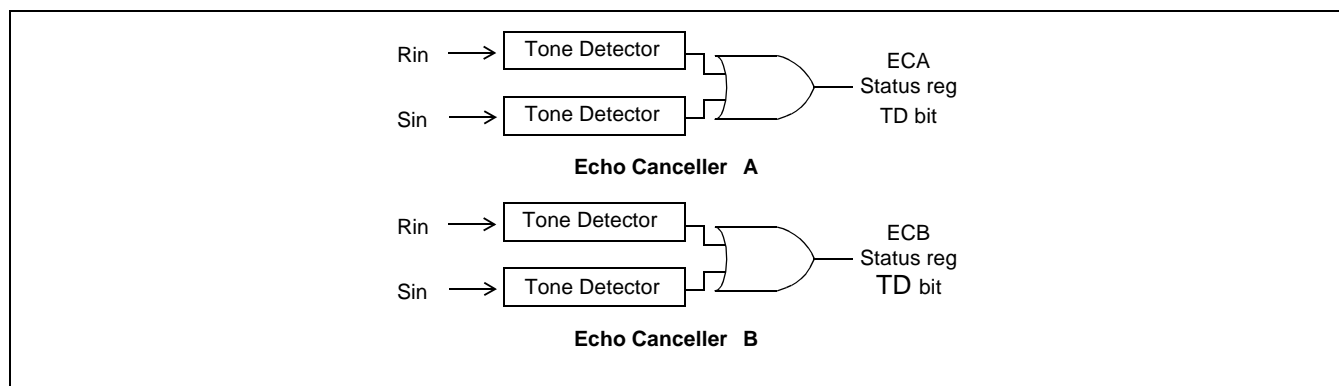 Rin
Tone Detector
Sin
Tone Detector
ECA
Status reg
TD bit
Echo Canceller A
Rin
Tone Detector
Sin
Tone Detector
ECB
Status reg
TD bit
Echo Canceller B